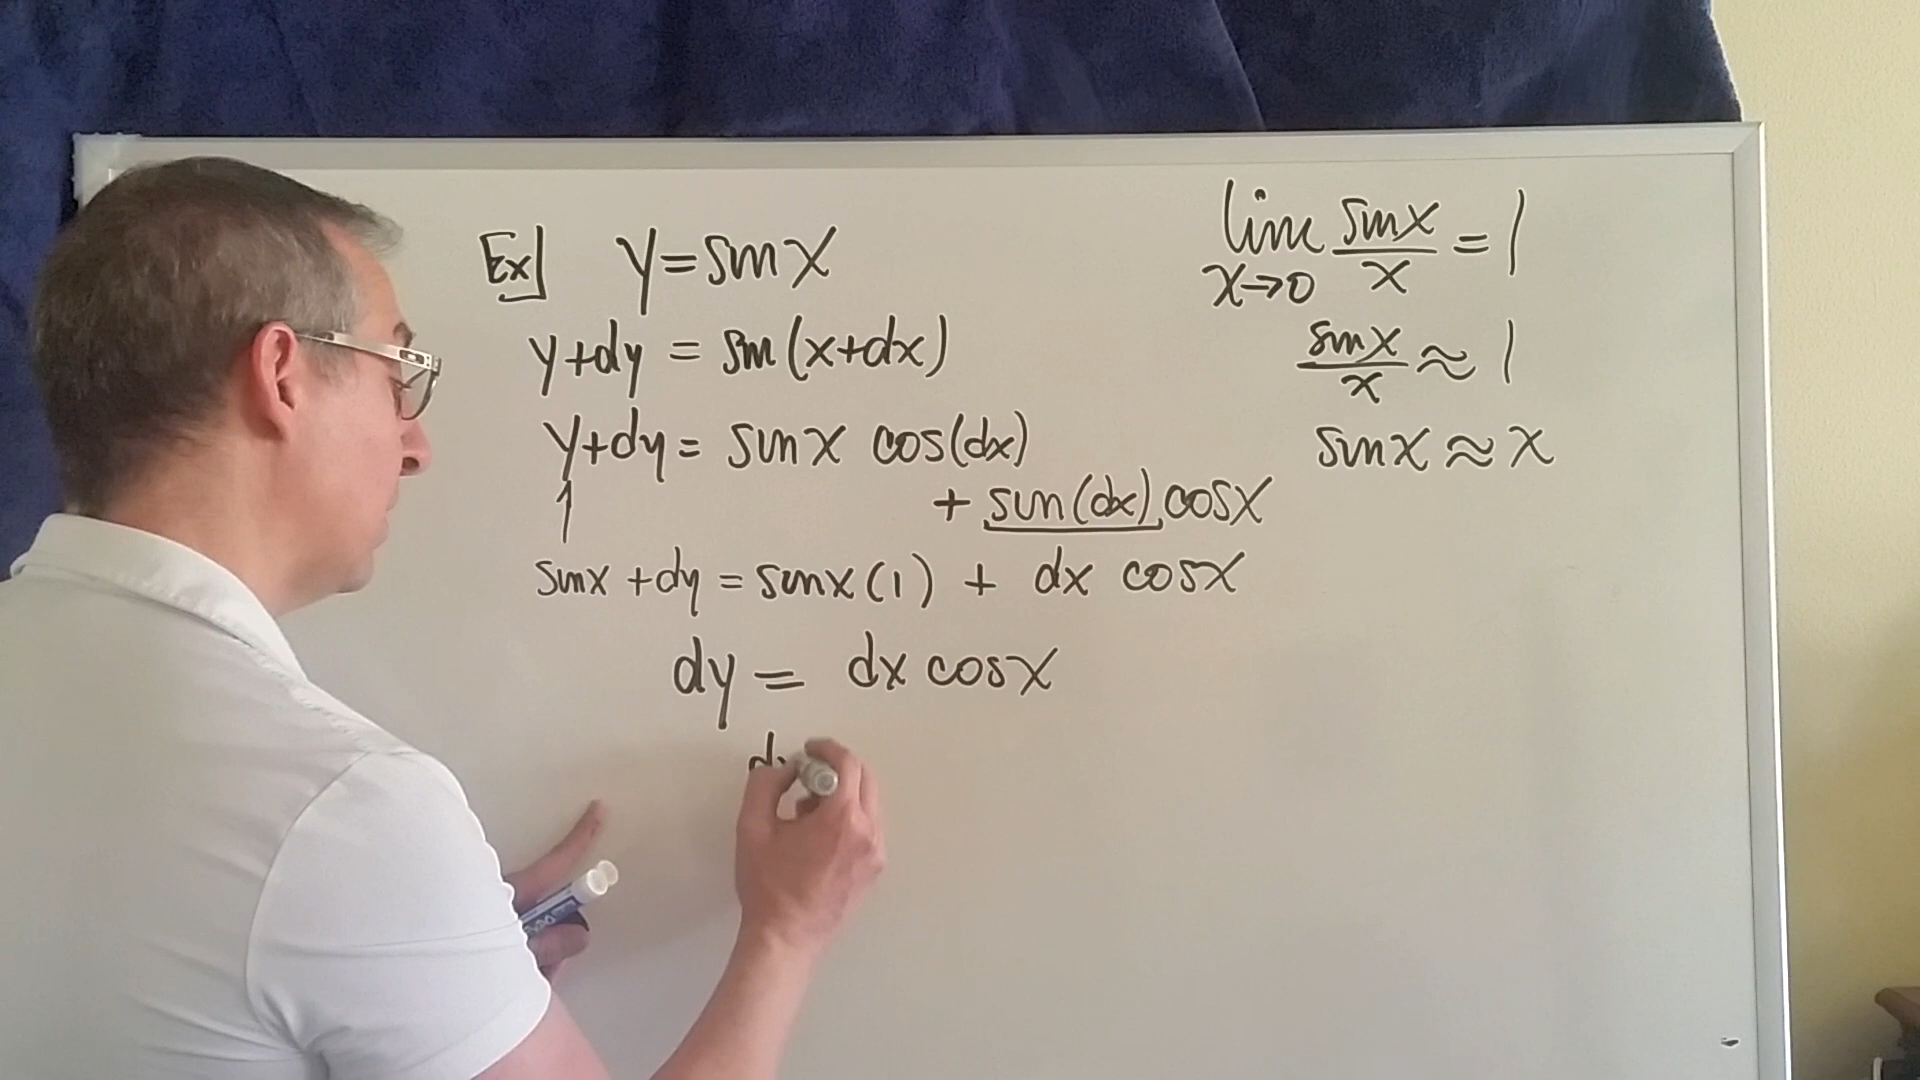 Ex] y=sinx
y+dy = sin(x+dx)
y+dy= sinx cos(dx)
+ sin(dx) cosx
↑
sinx +dy = sinx(1) + dx cosx
dy = dx cosx
dy
lim sinx/x = 1
x→0
sinx/x ≈ 1
sinx ≈ x